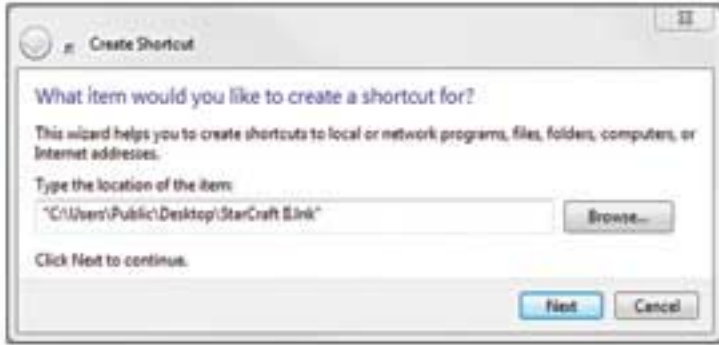 Create Shortcut
What item would you like to create a shortcut for?
This wizard helps you to create shortcuts to local or network programs, files, folders, computers, or
Internet addresses.
Type the location of the item:
"C:\Users\Public\Desktop\StarCraft II.lnk"
Browse...
Click Next to continue.
Next
Cancel